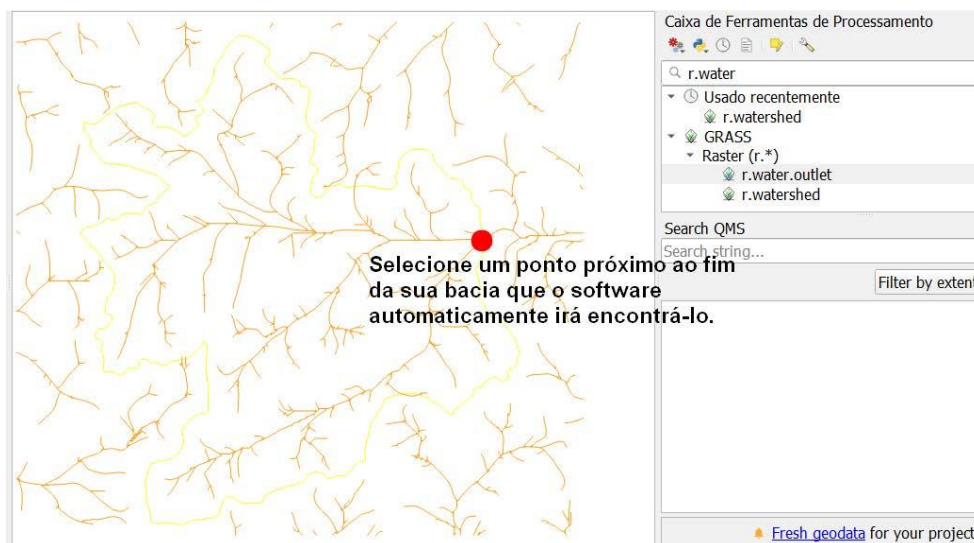 Caixa de Ferramentas de Processamento
r.water
Usado recentemente
r.watershed
GRASS
Raster (r.*)
r.water.outlet
r.watershed
Search QMS
Search string...
Filter by extent
Selecione um ponto próximo ao fim
da sua bacia que o software
automaticamente irá encontrá-lo.
Fresh geodata for your project